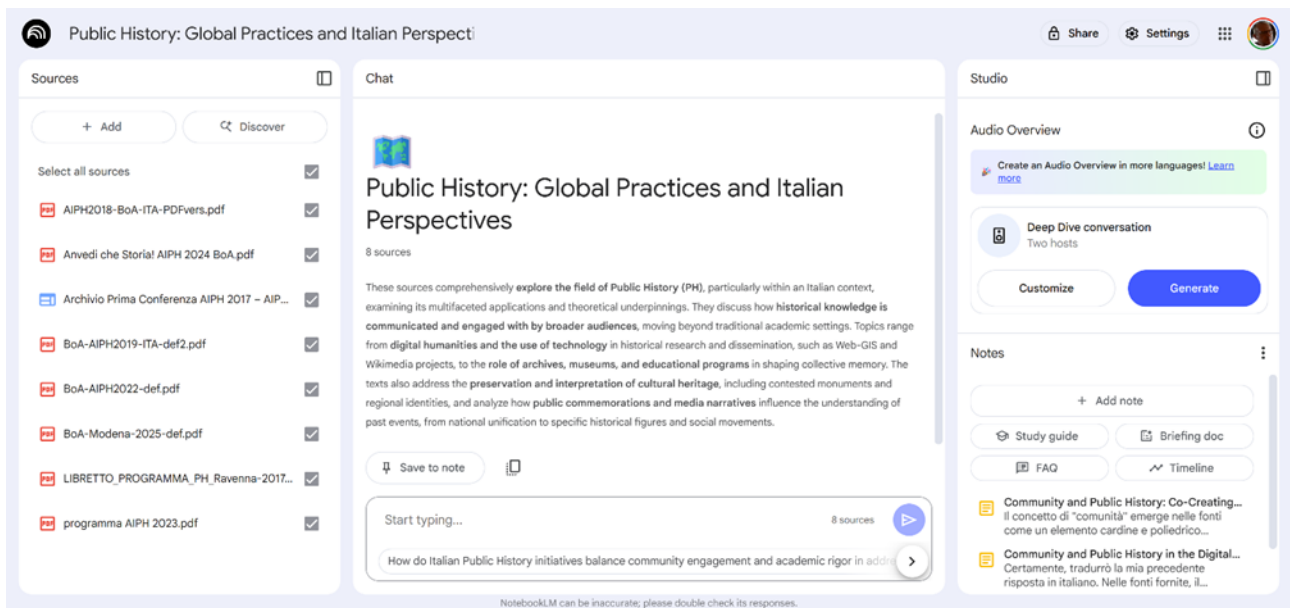 Public History: Global Practices and Italian Perspecti
Share
Settings
Sources
+ Add
Discover
Select all sources
AIPH2018-BoA-ITA-PDFvers.pdf
Anvedi che Storia! AIPH 2024 BoA.pdf
Archivio Prima Conferenza AIPH 2017 – AIP...
BoA-AIPH2019-ITA-def2.pdf
BoA-AIPH2022-def.pdf
BoA-Modena-2025-def.pdf
LIBRETTO_PROGRAMMA_PH_Ravenna-2017...
programma AIPH 2023.pdf
Chat
Public History: Global Practices and Italian
Perspectives
8 sources
These sources comprehensively explore the field of Public History (PH), particularly within an Italian context,
examining its multifaceted applications and theoretical underpinnings. They discuss how historical knowledge is
communicated and engaged with by broader audiences, moving beyond traditional academic settings. Topics range
from digital humanities and the use of technology in historical research and dissemination, such as Web-GIS and
Wikimedia projects, to the role of archives, museums, and educational programs in shaping collective memory. The
texts also address the preservation and interpretation of cultural heritage, including contested monuments and
regional identities, and analyze how public commemorations and media narratives influence the understanding of
past events, from national unification to specific historical figures and social movements.
Save to note
Start typing...
8 sources
How do Italian Public History initiatives balance community engagement and academic rigor in addre
Studio
Audio Overview
Create an Audio Overview in more languages! Learn
more
Deep Dive conversation
Two hosts
Customize
Generate
Notes
+ Add note
Study guide
Briefing doc
FAQ
Timeline
Community and Public History: Co-Creating...
Il concetto di "comunità" emerge nelle fonti
come un elemento cardine e poliedrico...
Community and Public History in the Digital...
Certamente, tradurrò la mia precedente
risposta in italiano. Nelle fonti fornite, il...
NotebookLM can be inaccurate; please double check its responses.